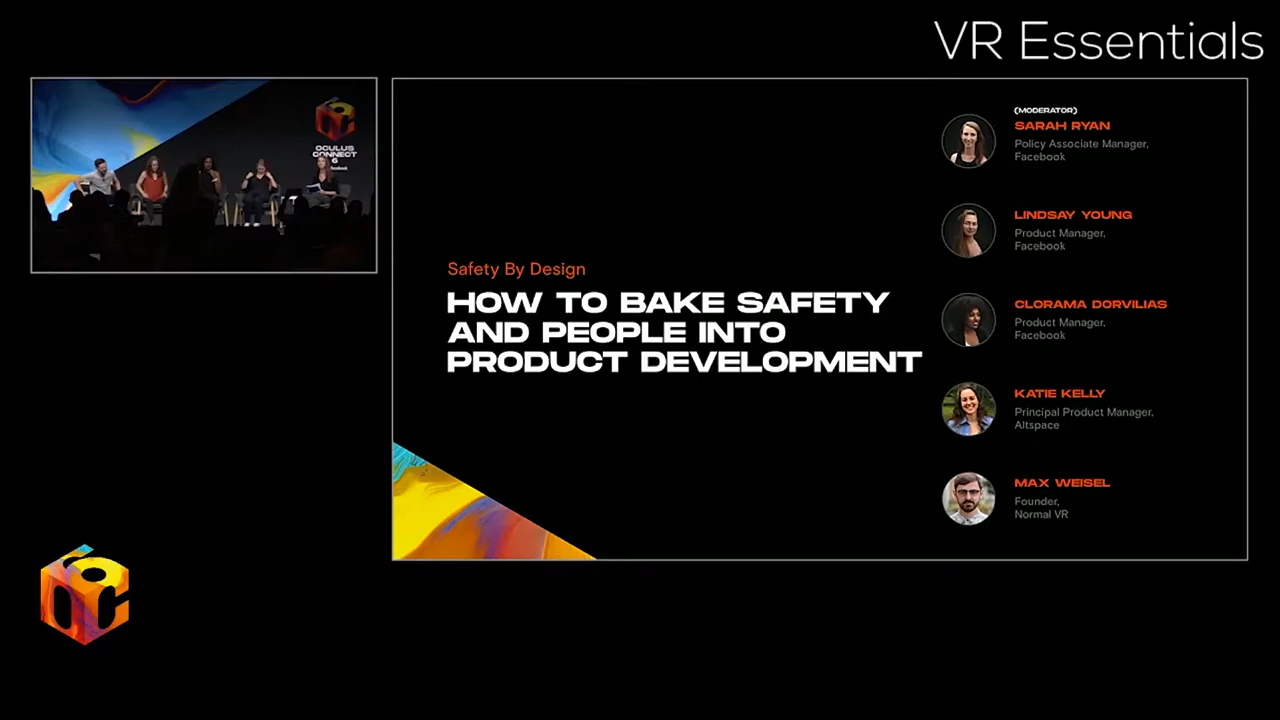 VR Essentials
OCULUS
CONNECT
6
Safety By Design
HOW TO BAKE SAFETY
AND PEOPLE INTO
PRODUCT DEVELOPMENT
(MODERATOR)
SARAH RYAN
Policy Associate Manager,
Facebook
LINDSAY YOUNG
Product Manager,
Facebook
CLORAMA DORVILIAS
Product Manager,
Facebook
KATIE KELLY
Principal Product Manager,
Altspace
MAX WEISEL
Founder,
Normal VR